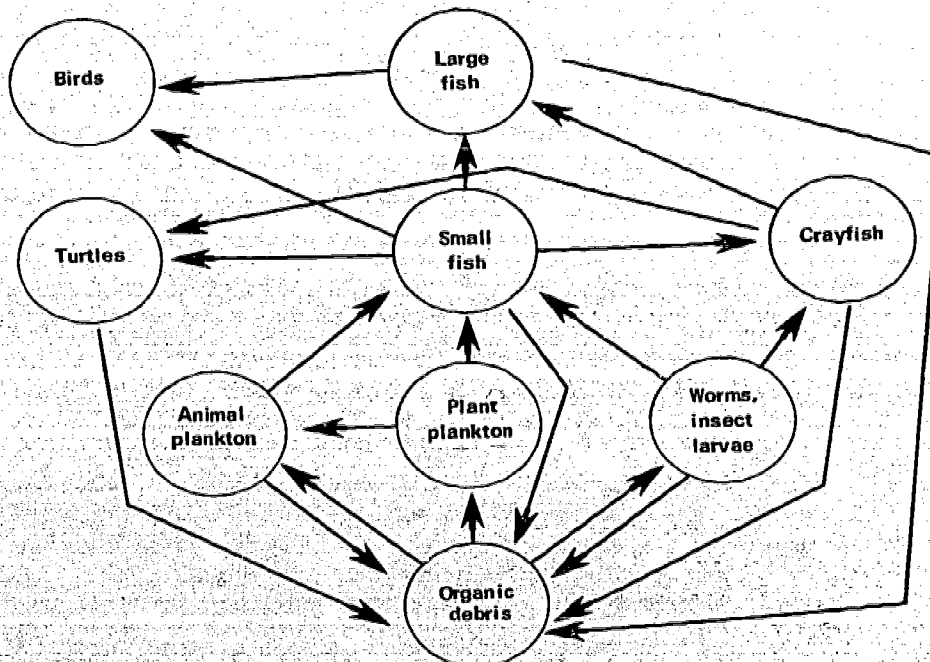 Birds
Large
fish
Turtles
Small
fish
Crayfish
Animal
plankton
Plant
plankton
Worms,
insect
larvae
Organic
debris